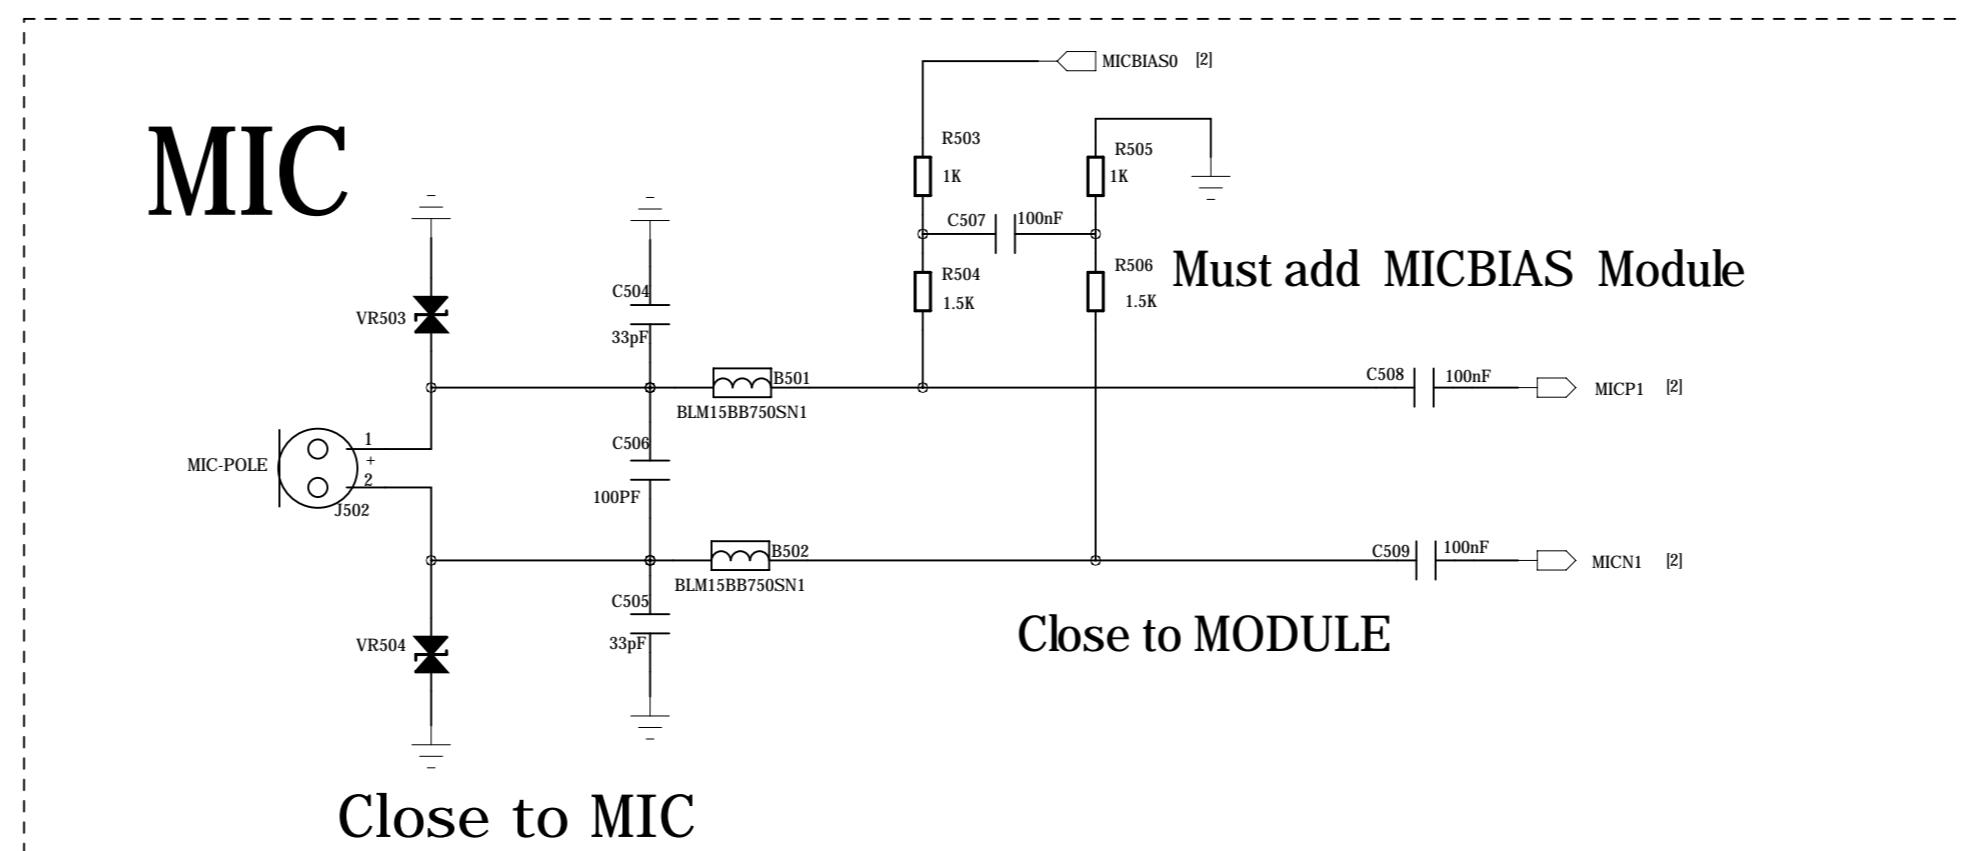 MICBIAS0 [2]
MIC
R503
1K
R505
1K
C507 100nF
R504
1.5K
R506
1.5K
Must add MICBIAS Module
VR503
C504
33pF
B501
BLM15BB750SN1
C508 100nF
MICP1 [2]
MIC-POLE
1
+
2
J502
C506
100PF
B502
BLM15BB750SN1
C509 100nF
MICN1 [2]
C505
33pF
VR504
Close to MODULE
Close to MIC